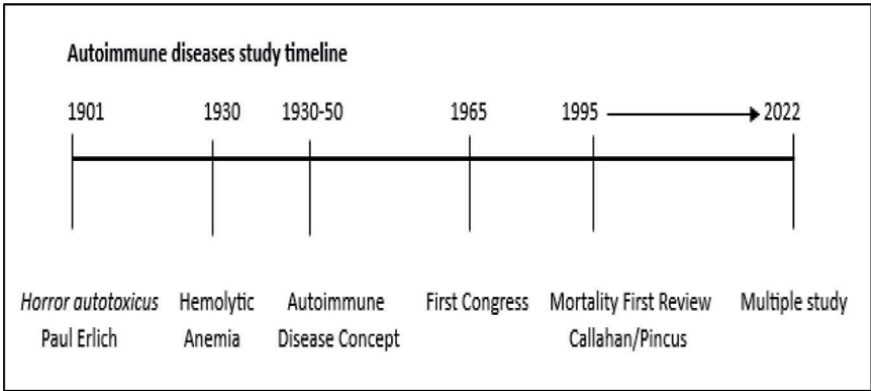 Autoimmune diseases study timeline
1901 1930 1930-50 1965 1995 2022
Horror autotoxicus Hemolytic Autoimmune First Congress Mortality First Review Multiple study
Paul Erlich Anemia Disease Concept Callahan/Pincus